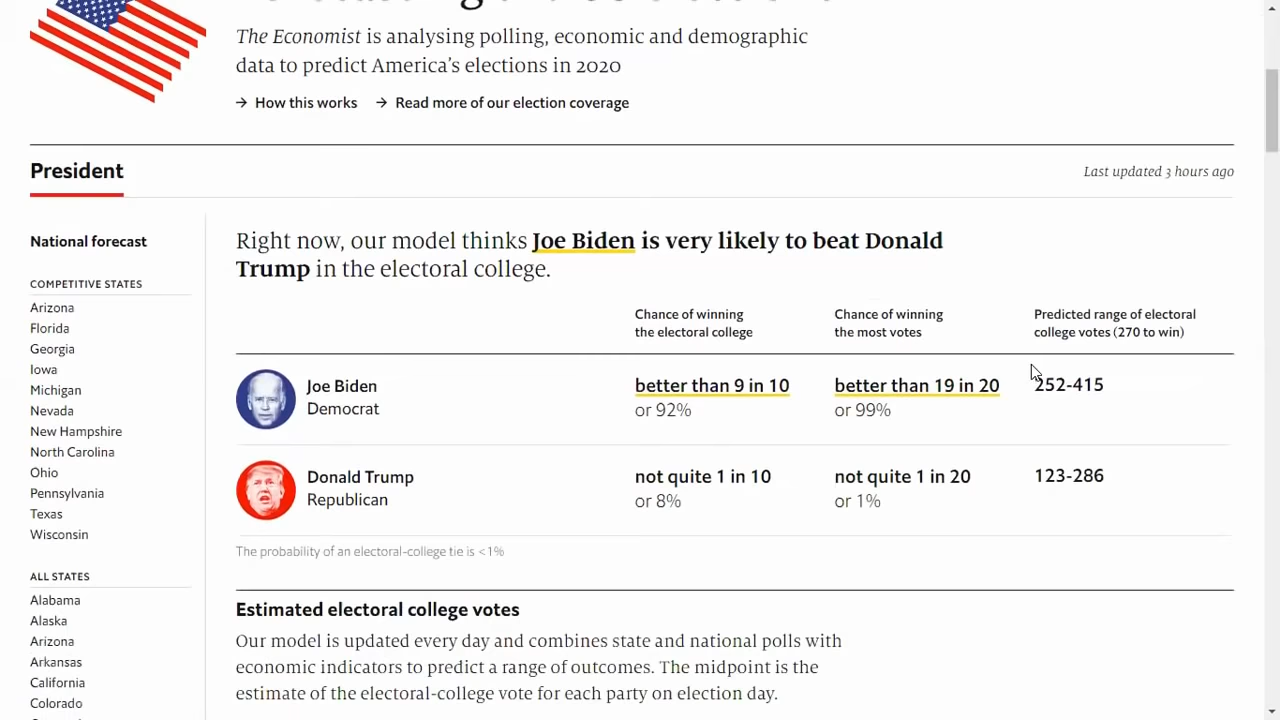 The Economist is analysing polling, economic and demographic
data to predict America's elections in 2020
→ How this works → Read more of our election coverage
President
Last updated 3 hours ago
National forecast
COMPETITIVE STATES
Arizona
Florida
Georgia
Iowa
Michigan
Nevada
New Hampshire
North Carolina
Ohio
Pennsylvania
Texas
Wisconsin
ALL STATES
Alabama
Alaska
Arizona
Arkansas
California
Colorado
Right now, our model thinks Joe Biden is very likely to beat Donald
Trump in the electoral college.
Chance of winning
the electoral college
Chance of winning
the most votes
Predicted range of electoral
college votes (270 to win)
Joe Biden
Democrat
better than 9 in 10
or 92%
better than 19 in 20
or 99%
252-415
Donald Trump
Republican
not quite 1 in 10
or 8%
not quite 1 in 20
or 1%
123-286
The probability of an electoral-college tie is <1%
Estimated electoral college votes
Our model is updated every day and combines state and national polls with
economic indicators to predict a range of outcomes. The midpoint is the
estimate of the electoral-college vote for each party on election day.